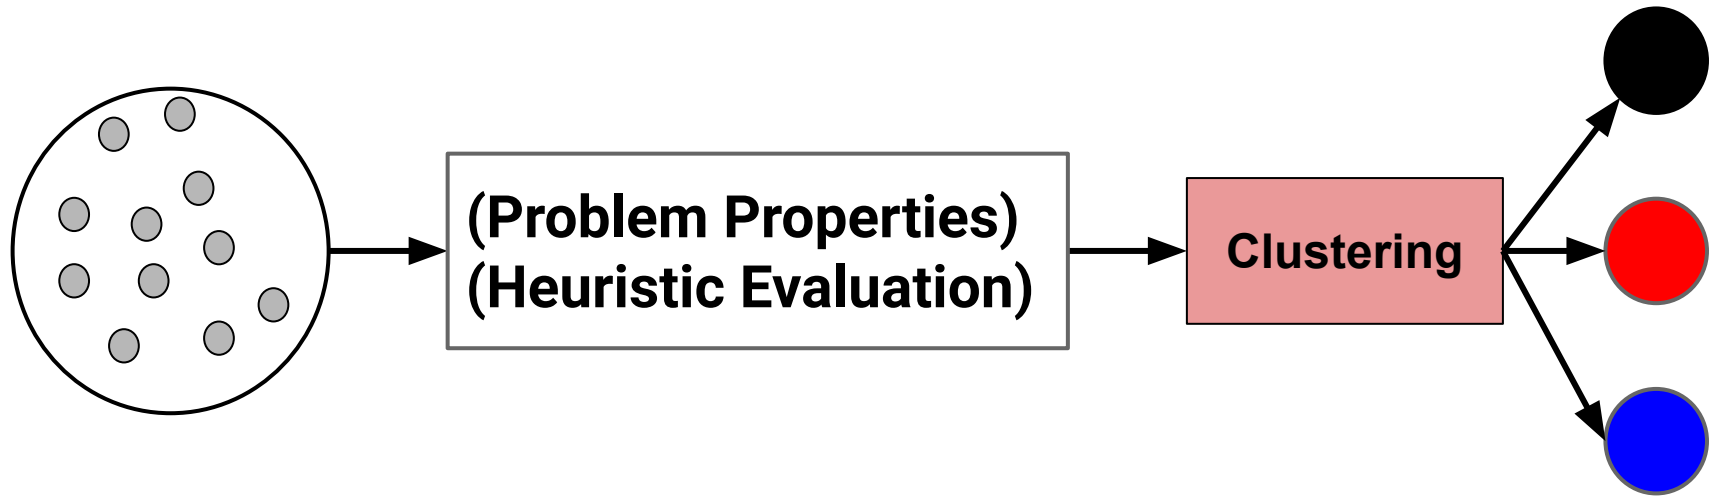 (Problem Properties)
(Heuristic Evaluation)
Clustering